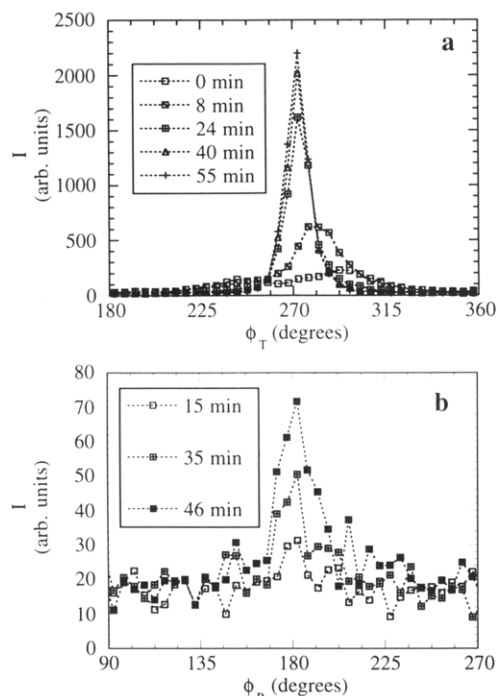 a
3000
2500
2000
1500
1000
500
0
I
(arb. units)
0 min
8 min
24 min
40 min
55 min
180 225 270 315 360
ϕT (degrees)
b
80
70
60
50
40
30
20
10
0
I
(arb. units)
15 min
35 min
46 min
90 135 180 225 270
(degrees)